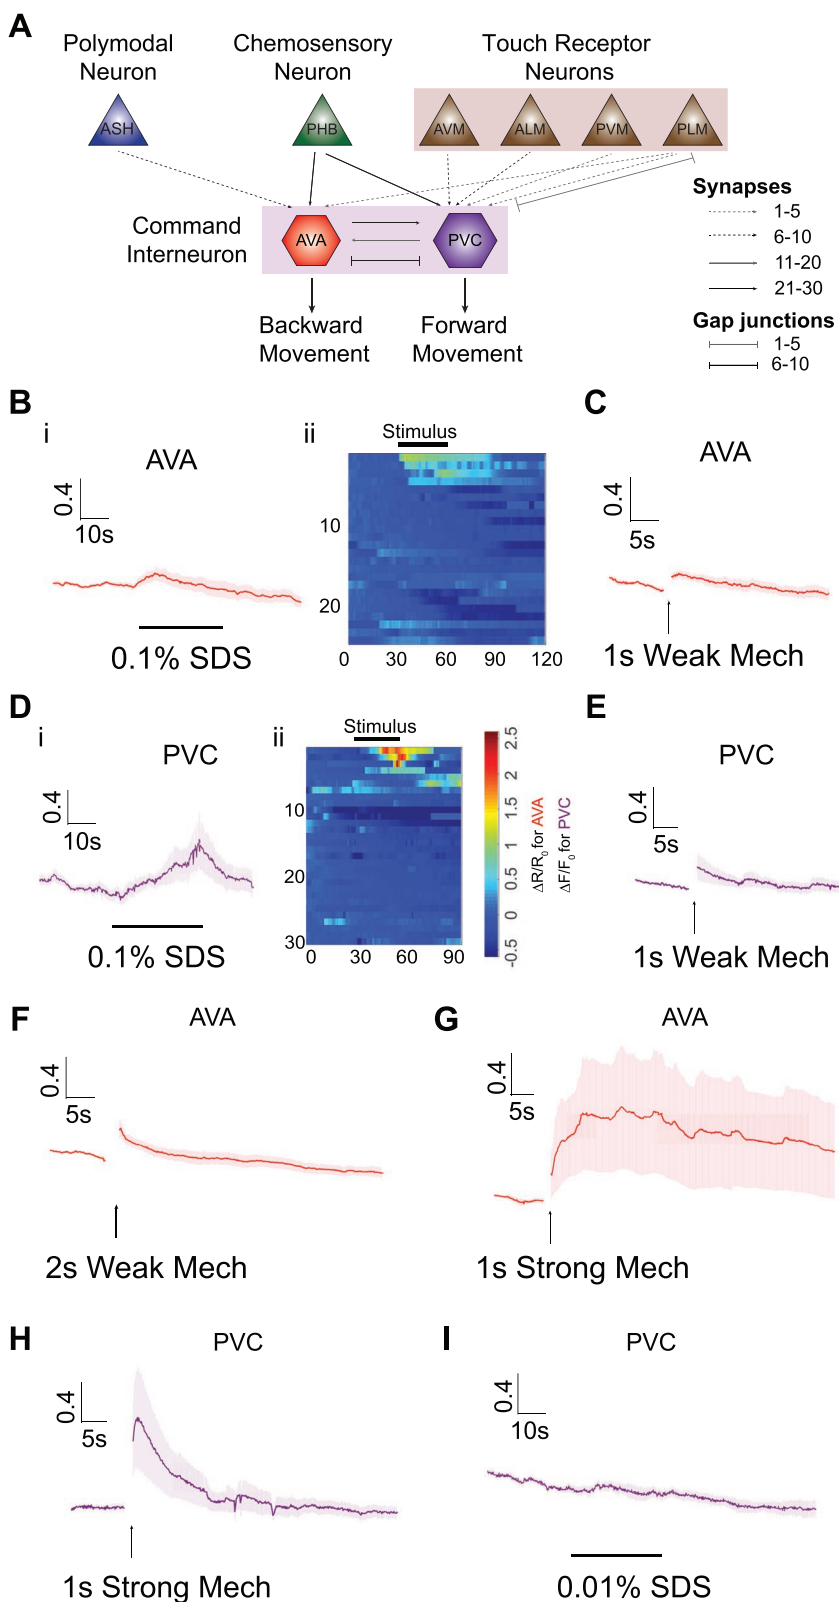 A
Polymodal
Neuron
Chemosensory
Neuron
Touch Receptor
Neurons
ASH
PHB
AVM
ALM
PVM
PLM
Command
Interneuron
AVA
PVC
Backward
Movement
Forward
Movement
Synapses
1-5
6-10
11-20
21-30
Gap junctions
1-5
6-10
B
i
AVA
0.4
10s
0.1% SDS
ii
Stimulus
10
20
0 30 60 90 120
C
AVA
0.4
5s
1s Weak Mech
D
i
PVC
0.4
10s
0.1% SDS
ii
Stimulus
10
20
30
0 30 60 90
-0.5 0 0.5 1 1.5 2 2.5
ΔR/R0 for AVA
ΔF/F0 for PVC
E
PVC
0.4
5s
1s Weak Mech
F
AVA
0.4
5s
2s Weak Mech
G
AVA
0.4
5s
1s Strong Mech
H
PVC
0.4
5s
1s Strong Mech
I
PVC
0.4
10s
0.01% SDS